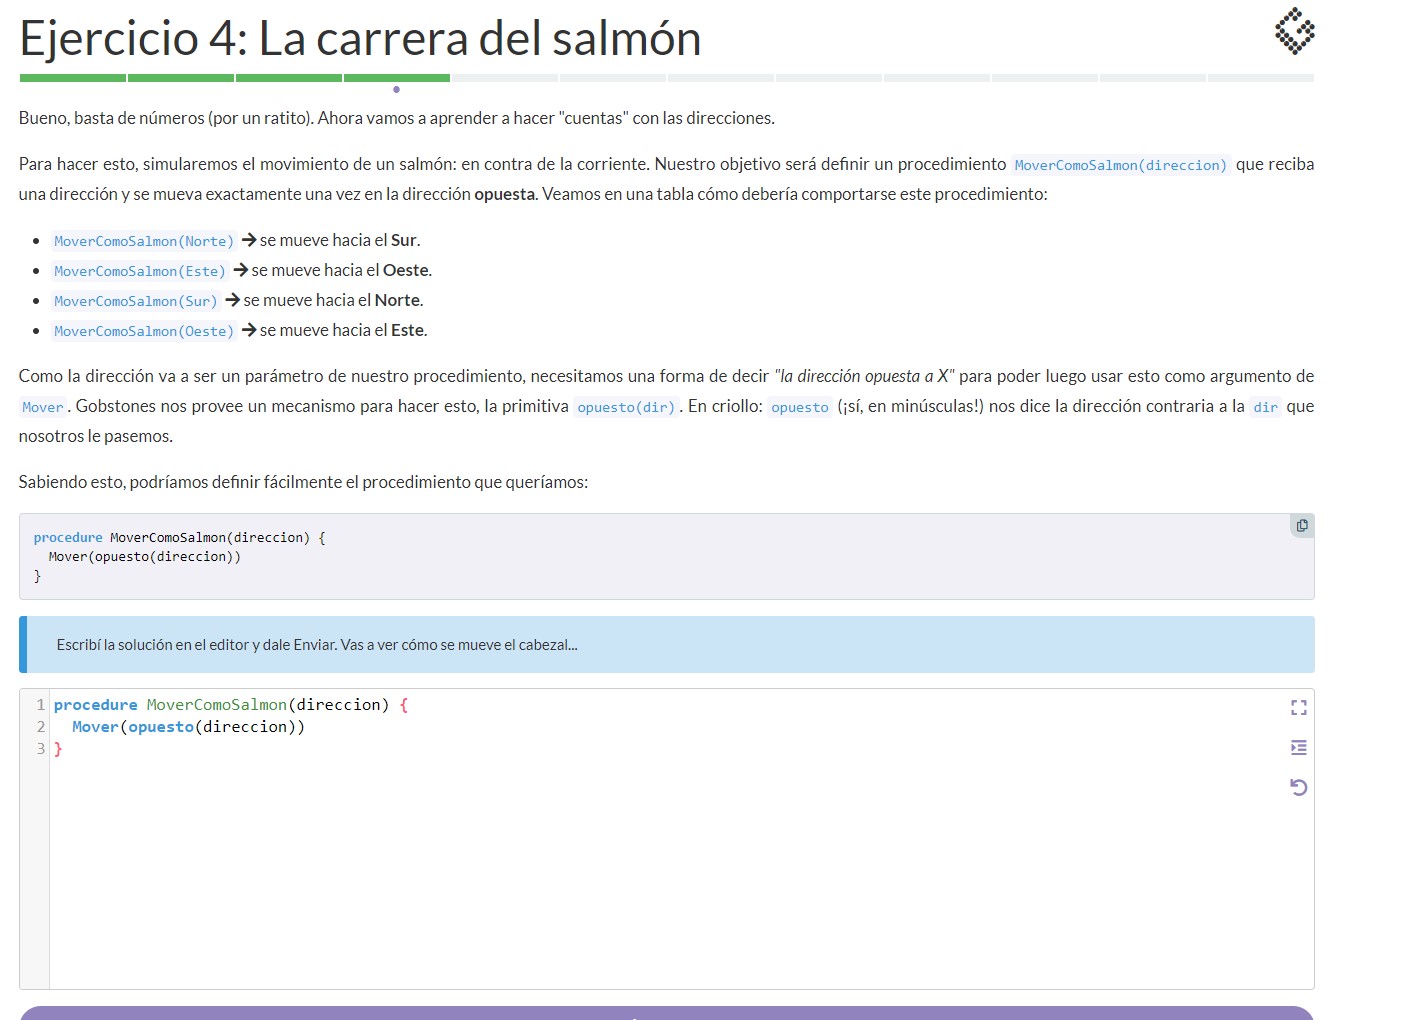 Ejercicio 4: La carrera del salmón
Bueno, basta de números (por un ratito). Ahora vamos a aprender a hacer "cuentas" con las direcciones.
Para hacer esto, simularemos el movimiento de un salmón: en contra de la corriente. Nuestro objetivo será definir un procedimiento MoverComoSalmon(direccion) que reciba
una dirección y se mueva exactamente una vez en la dirección opuesta. Veamos en una tabla cómo debería comportarse este procedimiento:
• MoverComoSalmon(Norte) → se mueve hacia el Sur.
• MoverComoSalmon(Este) → se mueve hacia el Oeste.
• MoverComoSalmon(Sur) → se mueve hacia el Norte.
• MoverComoSalmon(Oeste) → se mueve hacia el Este.
Como la dirección va a ser un parámetro de nuestro procedimiento, necesitamos una forma de decir "la dirección opuesta a X" para poder luego usar esto como argumento de
Mover. Gobstones nos provee un mecanismo para hacer esto, la primitiva opuesto(dir). En criollo: opuesto (¡sí, en minúsculas!) nos dice la dirección contraria a la dir que
nosotros le pasemos.
Sabiendo esto, podríamos definir fácilmente el procedimiento que queríamos:
procedure MoverComoSalmon(direccion) {
  Mover(opuesto(direccion))
}
Escribí la solución en el editor y dale Enviar. Vas a ver cómo se mueve el cabezal...
1 procedure MoverComoSalmon(direccion) {
2   Mover(opuesto(direccion))
3 }